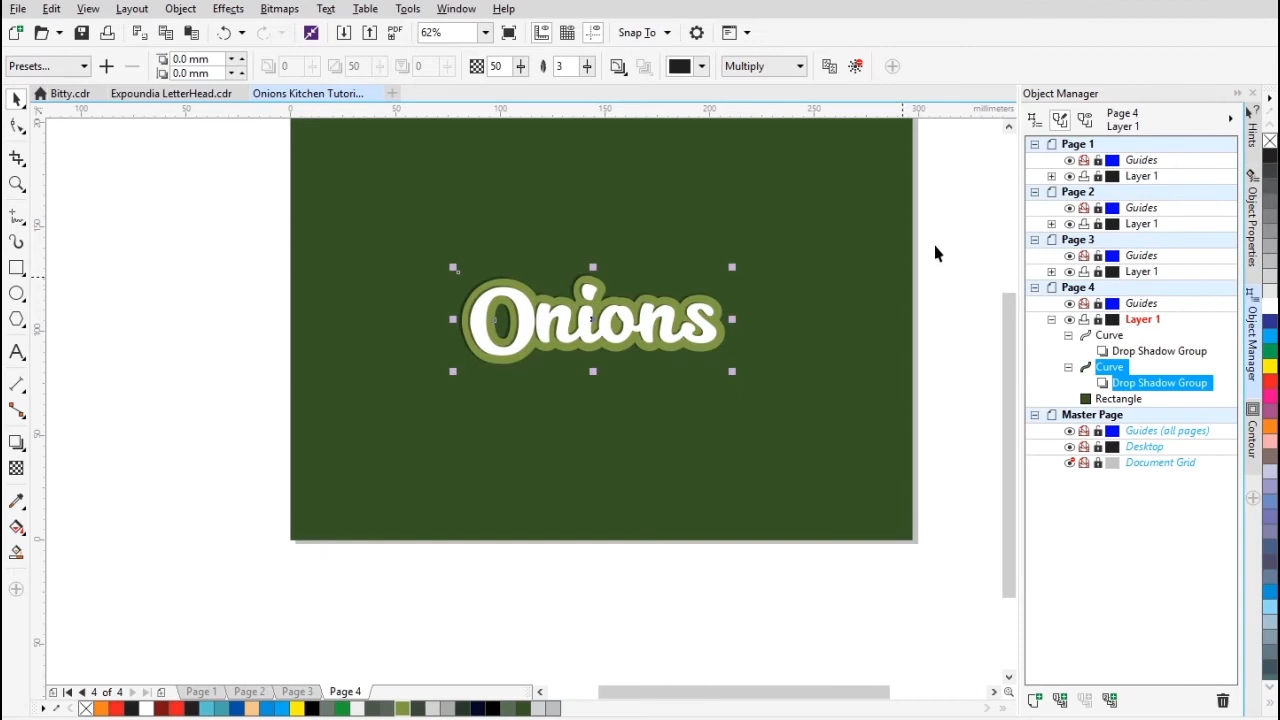 File Edit View Layout Object Effects Bitmaps Text Table Tools Window Help
PDF 62% Snap To
Presets... 0.0 mm 0.0 mm 0 50 0 50 3 Multiply
Bitty.cdr Expoundia LetterHead.cdr Onions Kitchen Tutori...
Object Manager
100 50 0 50 100 150 200 250 300 millimeters
Page 4
Layer 1
Page 1
Guides
Layer 1
Page 2
Guides
Layer 1
Page 3
Guides
Layer 1
Page 4
Guides
Layer 1
Curve
Drop Shadow Group
Curve
Drop Shadow Group
Rectangle
Master Page
Guides (all pages)
Desktop
Document Grid
Onions
Hints
Object Properties
Object Manager
Contour
4 of 4 Page 1 Page 2 Page 3 Page 4